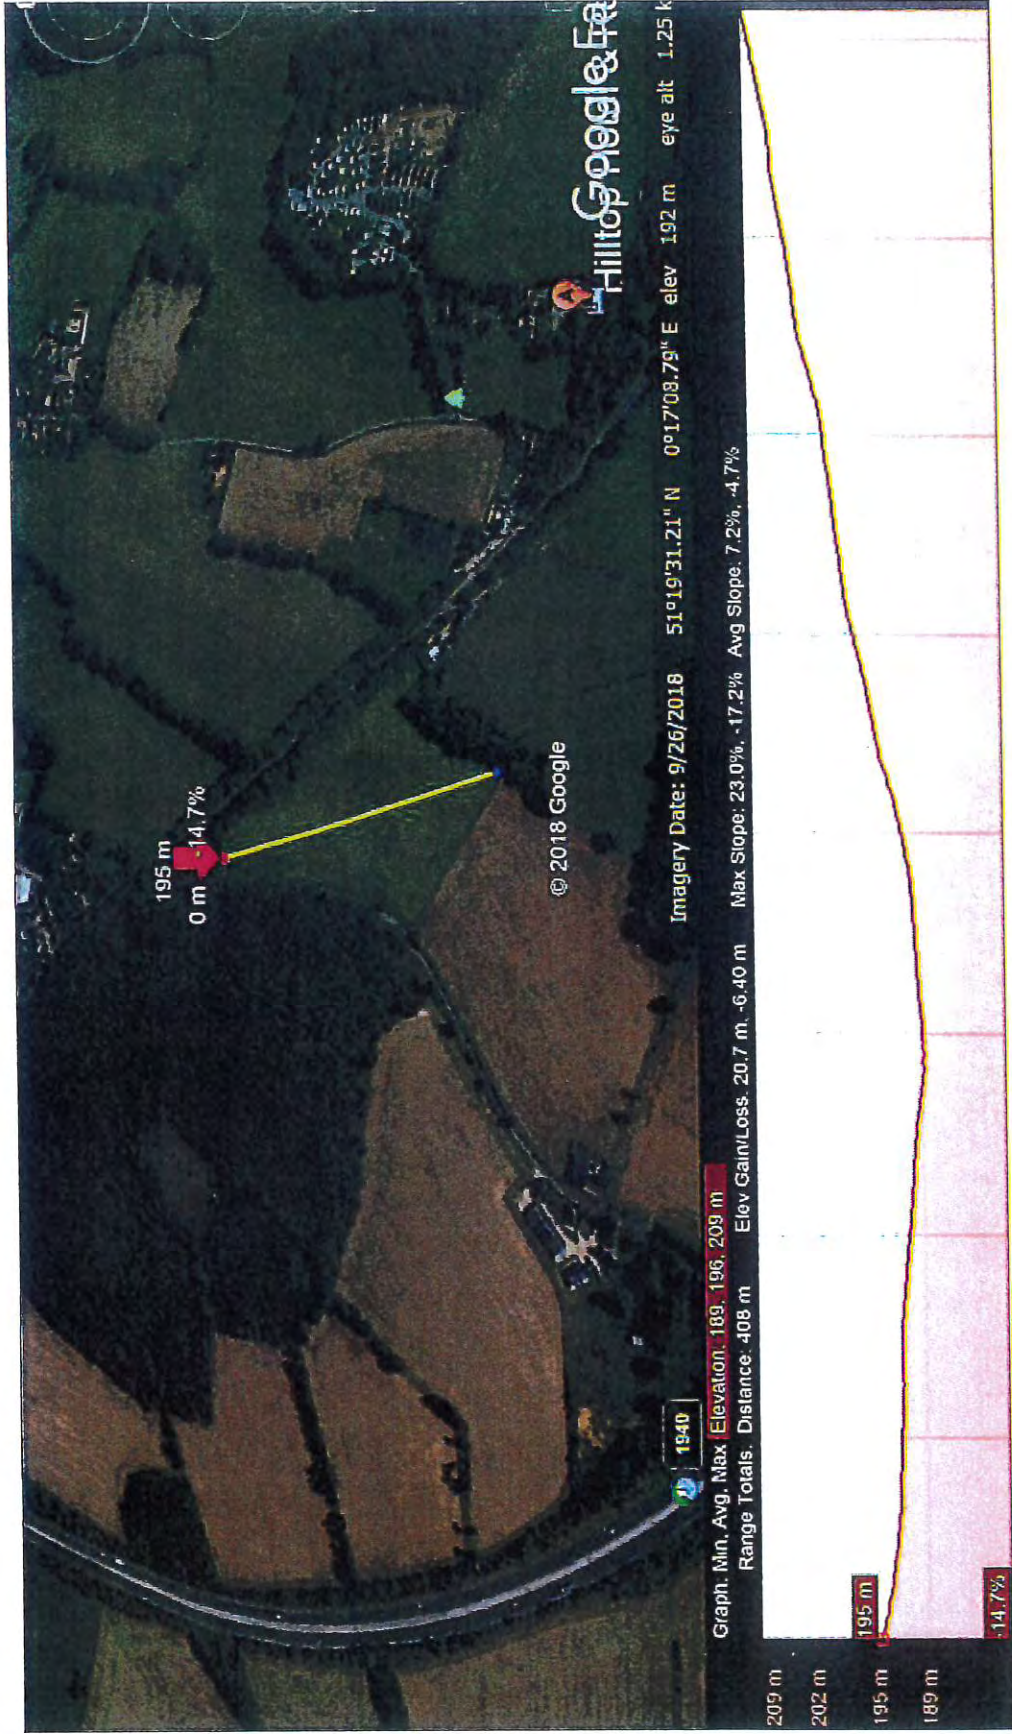 195 m
0 m -14.7%
© 2018 Google
Hilltop
Google Ea
Imagery Date: 9/26/2018 51°19'31.21" N 0°17'08.79" E elev 192 m eye alt 1.25 k
1940
Graph: Min, Avg, Max Elevation: 189, 196, 209 m
Range Totals: Distance: 408 m Elev Gain/Loss: 20.7 m, -6.40 m Max Slope: 23.0%, -17.2% Avg Slope: 7.2%, -4.7%
209 m
202 m
195 m
189 m
195 m
-14.7%